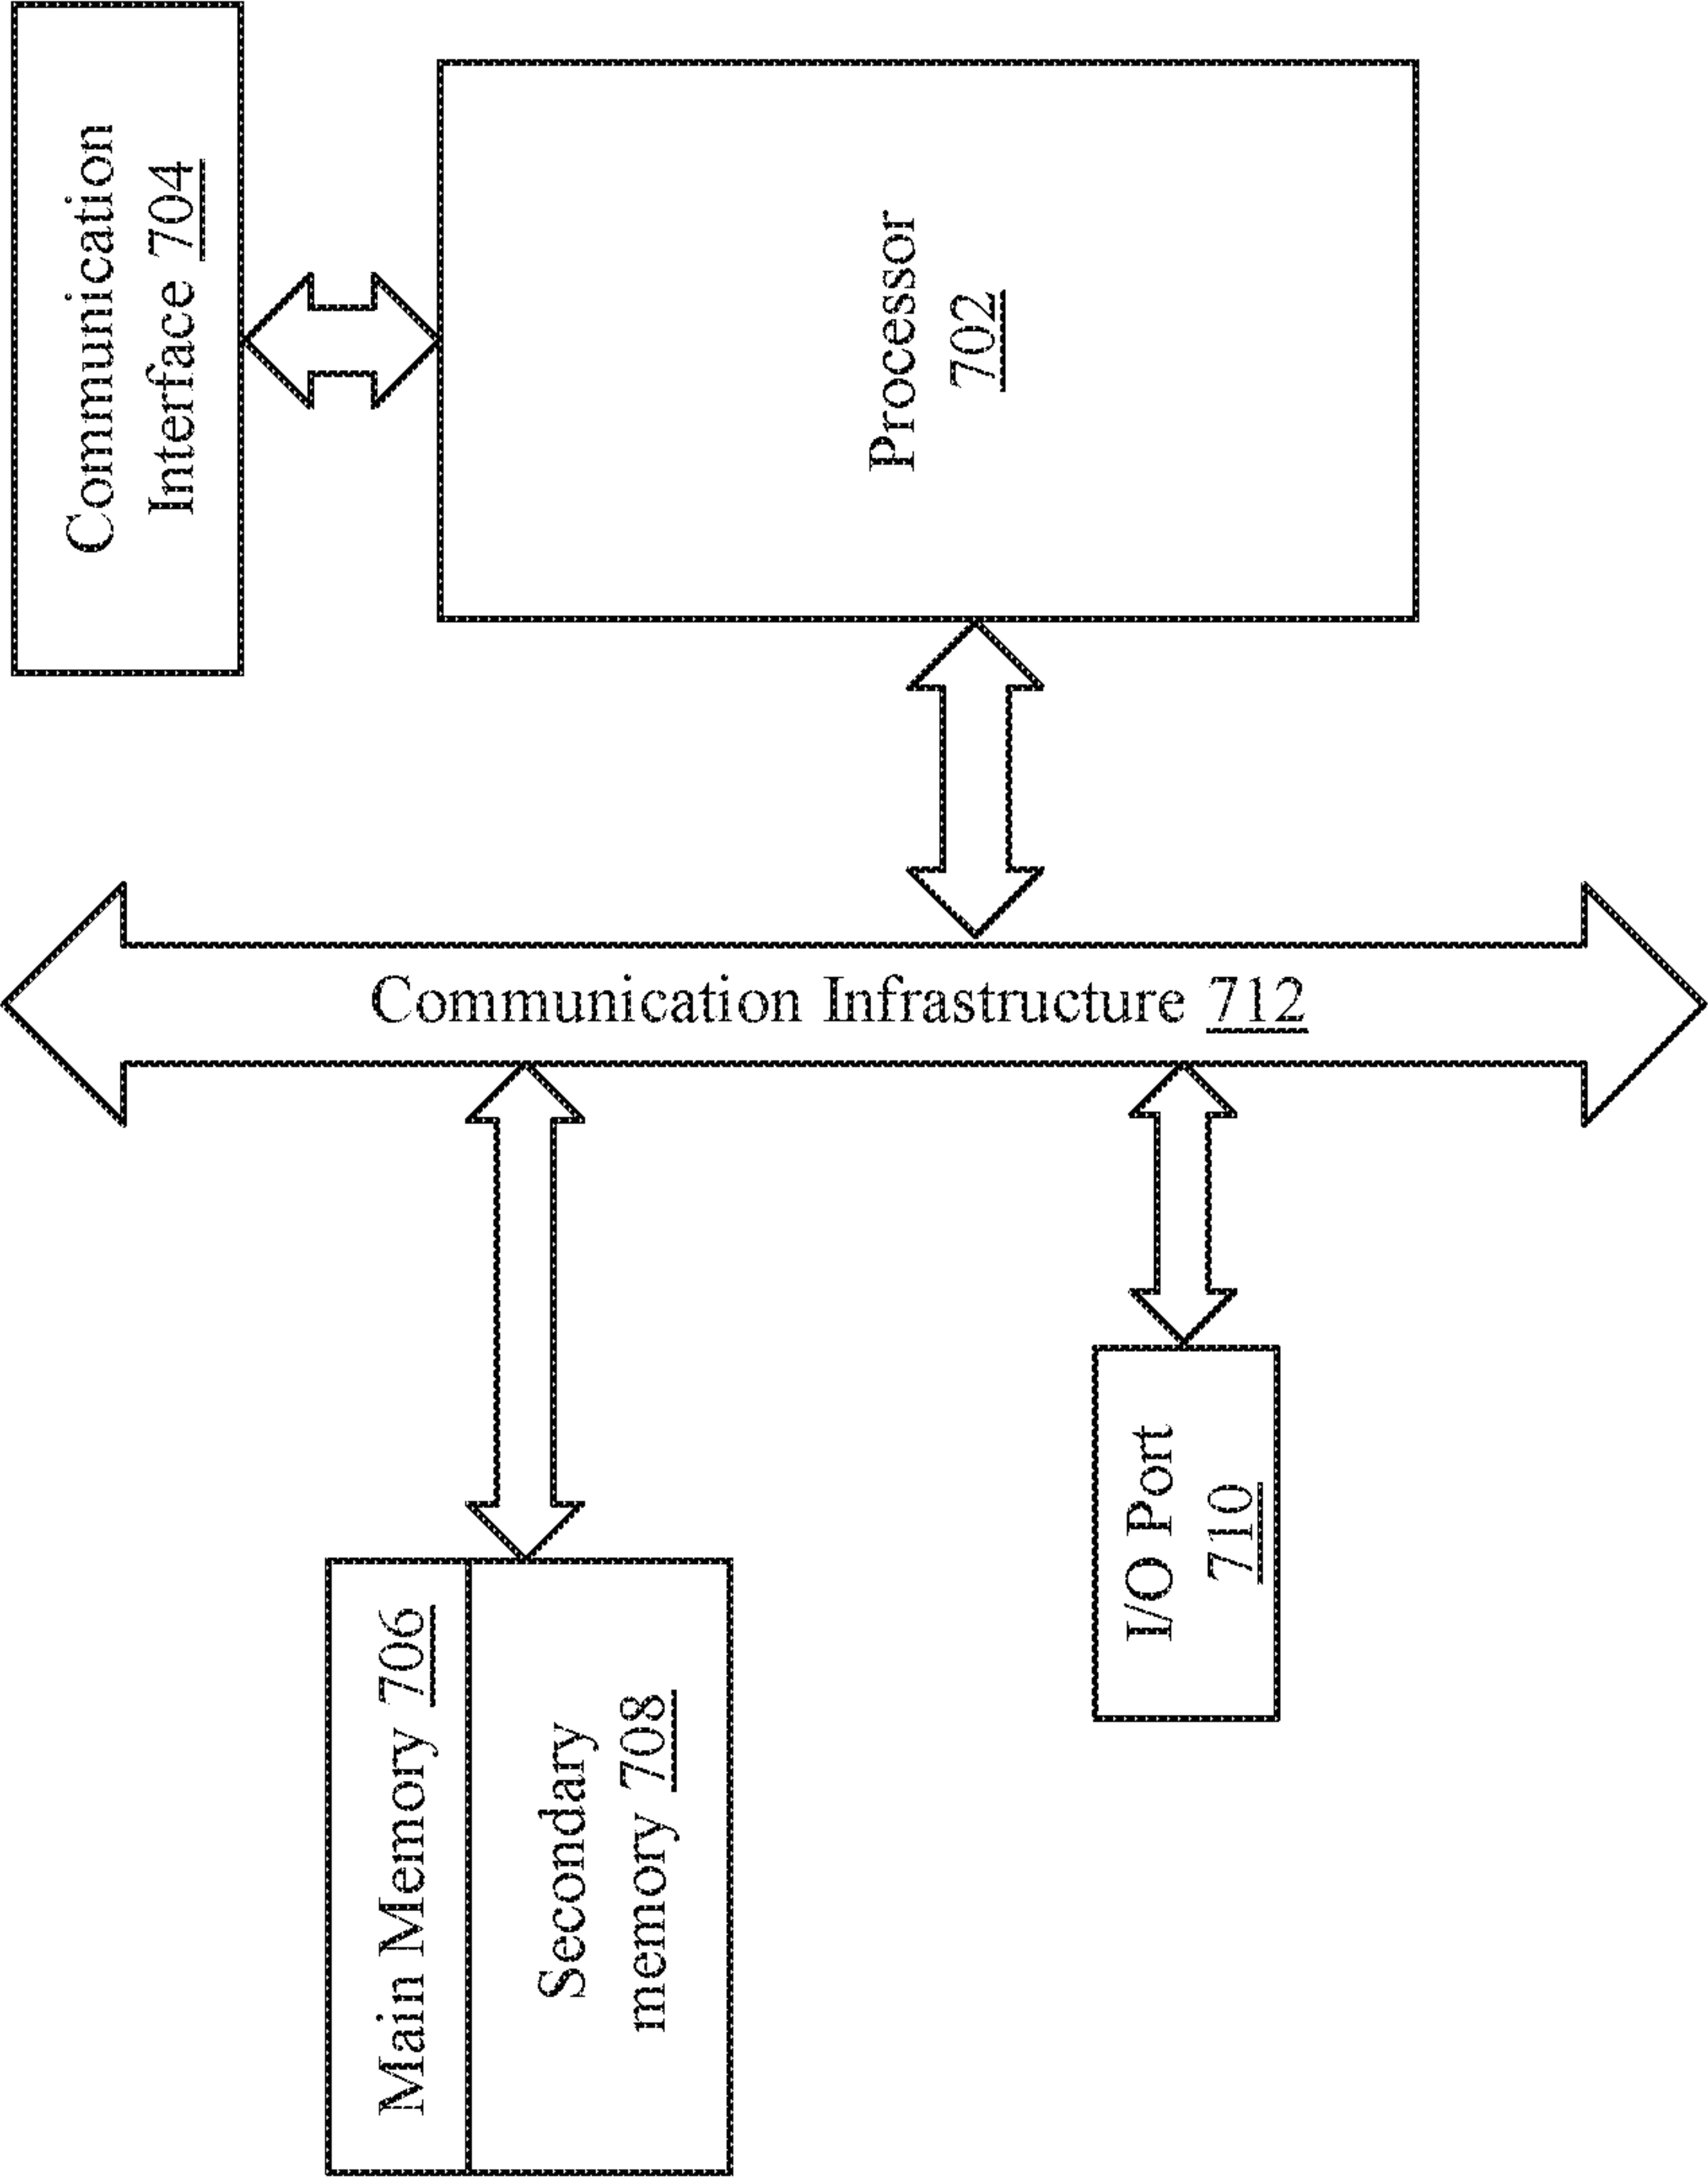 Communication
Interface 704
Processor
702
Communication Infrastructure 712
Main Memory 706
Secondary
memory 708
I/O Port
710